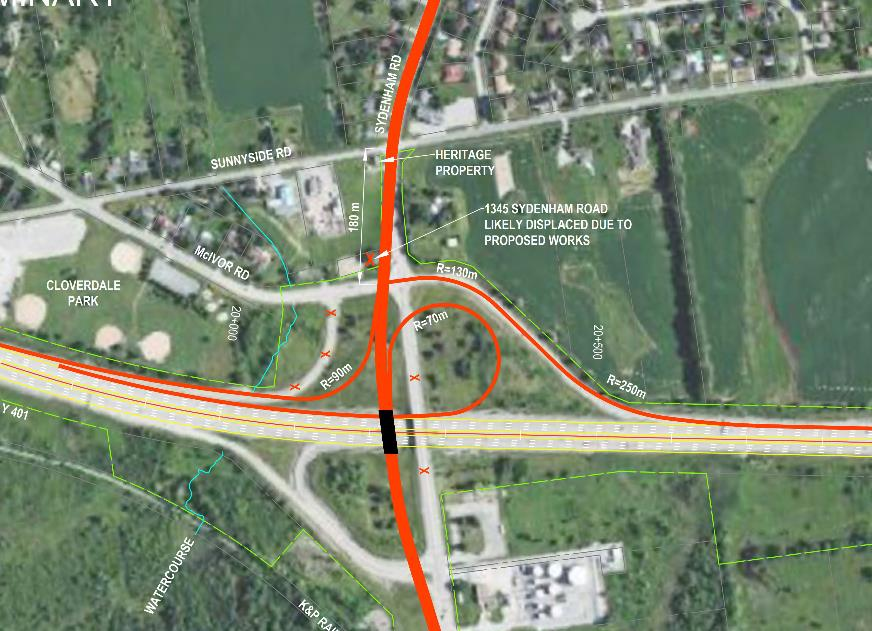 SYDENHAM RD
SUNNYSIDE RD
HERITAGE
PROPERTY
180 m
1345 SYDENHAM ROAD
LIKELY DISPLACED DUE TO
PROPOSED WORKS
McIVOR RD
R=130m
CLOVERDALE
PARK
20+000
R=70m
20+500
R=90m
R=250m
Y 401
WATERCOURSE
K&P RAI